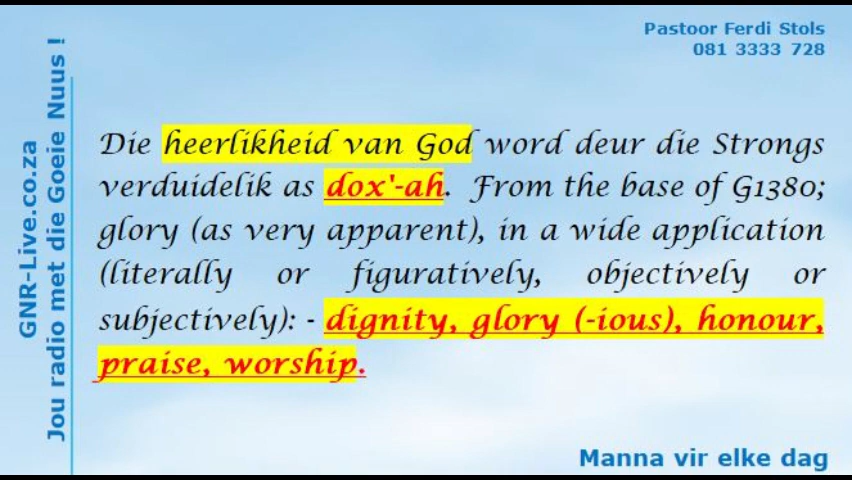 Pastoor Ferdi Stols
081 3333 728
GNR-Live.co.za
Jou radio met die Goeie Nuus !
Die heerlikheid van God word deur die Strongs
verduidelik as dox'-ah. From the base of G1380;
glory (as very apparent), in a wide application
(literally or figuratively, objectively or
subjectively): - dignity, glory (-ious), honour,
praise, worship.
Manna vir elke dag